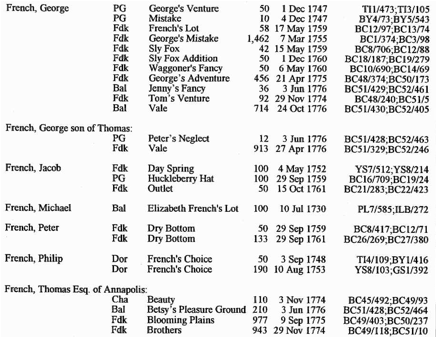 French, George PG George's Venture 50 1 Dec 1747 TI1/473;TI3/105
PG Mistake 10 4 Dec 1747 BY4/73;BY5/543
Fdk French's Lot 58 17 May 1759 BC12/97;BC13/74
Fdk George's Mistake 1,462 7 Mar 1755 BC1/374;BC3/98
Fdk Sly Fox 42 15 May 1759 BC8/706;BC12/88
Fdk Sly Fox Addition 50 1 Dec 1760 BC18/187;BC19/279
Fdk Waggoner's Fancy 50 6 May 1760 BC10/690;BC14/69
Fdk George's Adventure 456 21 Apr 1775 BC48/374;BC50/173
Bal Jenny's Fancy 36 3 Jun 1776 BC51/429;BC52/461
Fdk Tom's Venture 92 29 Nov 1774 BC48/240;BC51/5
Bal Vale 714 24 Oct 1776 BC51/430;BC52/405
French, George son of Thomas:
PG Peter's Neglect 12 3 Jun 1776 BC51/428;BC52/463
Fdk Vale 913 27 Apr 1776 BC51/329;BC52/246
French, Jacob Fdk Day Spring 100 4 May 1752 YS7/512;YS8/214
PG Huckleberry Hat 100 29 Sep 1759 BC16/709;BC19/24
Fdk Outlet 50 15 Oct 1761 BC21/283;BC22/423
French, Michael Bal Elizabeth French's Lot 100 10 Jul 1730 PL7/585;ILB/272
French, Peter Fdk Dry Bottom 50 29 Sep 1759 BC8/417;BC12/71
Fdk Dry Bottom 133 29 Sep 1761 BC26/269;BC27/380
French, Philip Dor French's Choice 50 3 Sep 1748 TI4/109;BY1/416
Dor French's Choice 190 10 Aug 1753 YS8/103;GS1/392
French, Thomas Esq. of Annapolis:
Cha Beauty 110 3 Nov 1774 BC45/492;BC49/93
Bal Betsy's Pleasure Ground 210 3 Jun 1776 BC51/428;BC52/464
Fdk Blooming Plains 977 9 Sep 1775 BC49/403;BC50/237
Fdk Brothers 943 29 Nov 1774 BC49/118;BC51/10